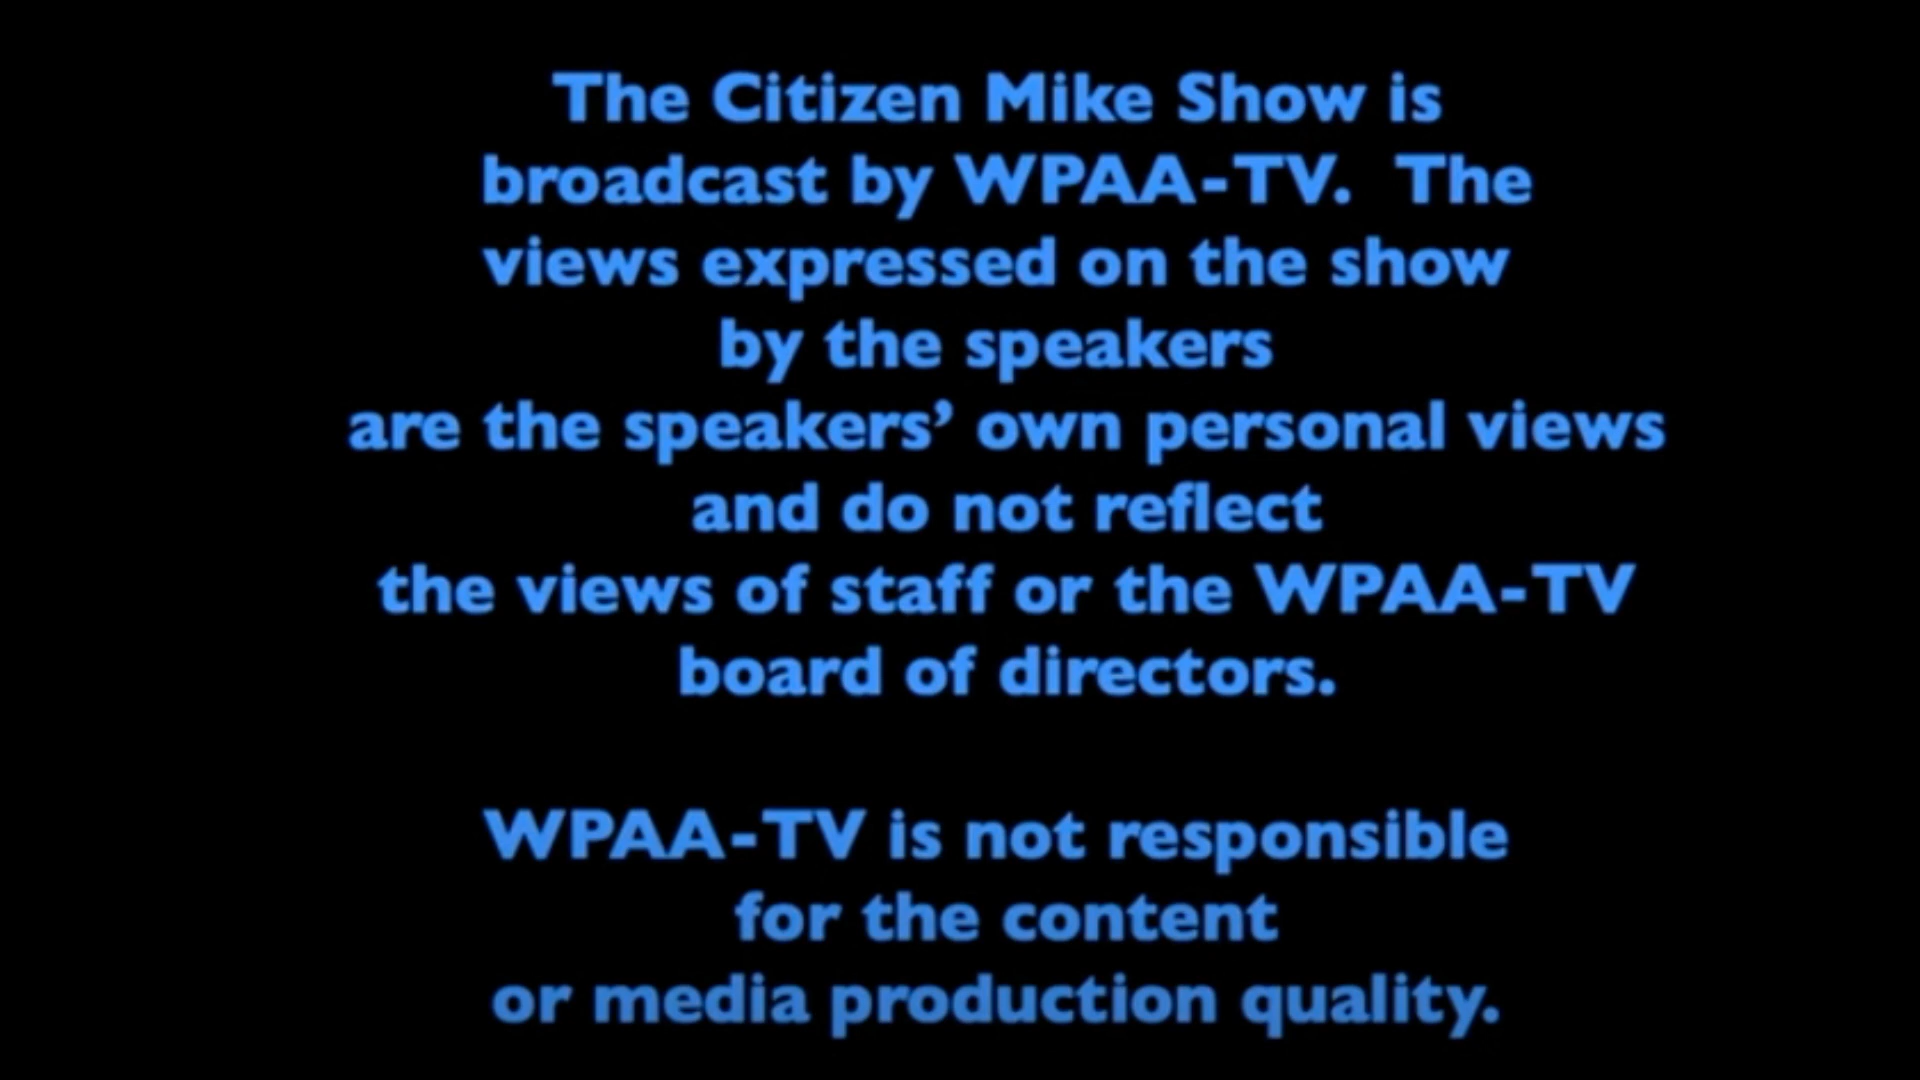 The Citizen Mike Show is
broadcast by WPAA-TV.  The
views expressed on the show
by the speakers
are the speakers’ own personal views
and do not reflect
the views of staff or the WPAA-TV
board of directors.
WPAA-TV is not responsible
for the content
or media production quality.